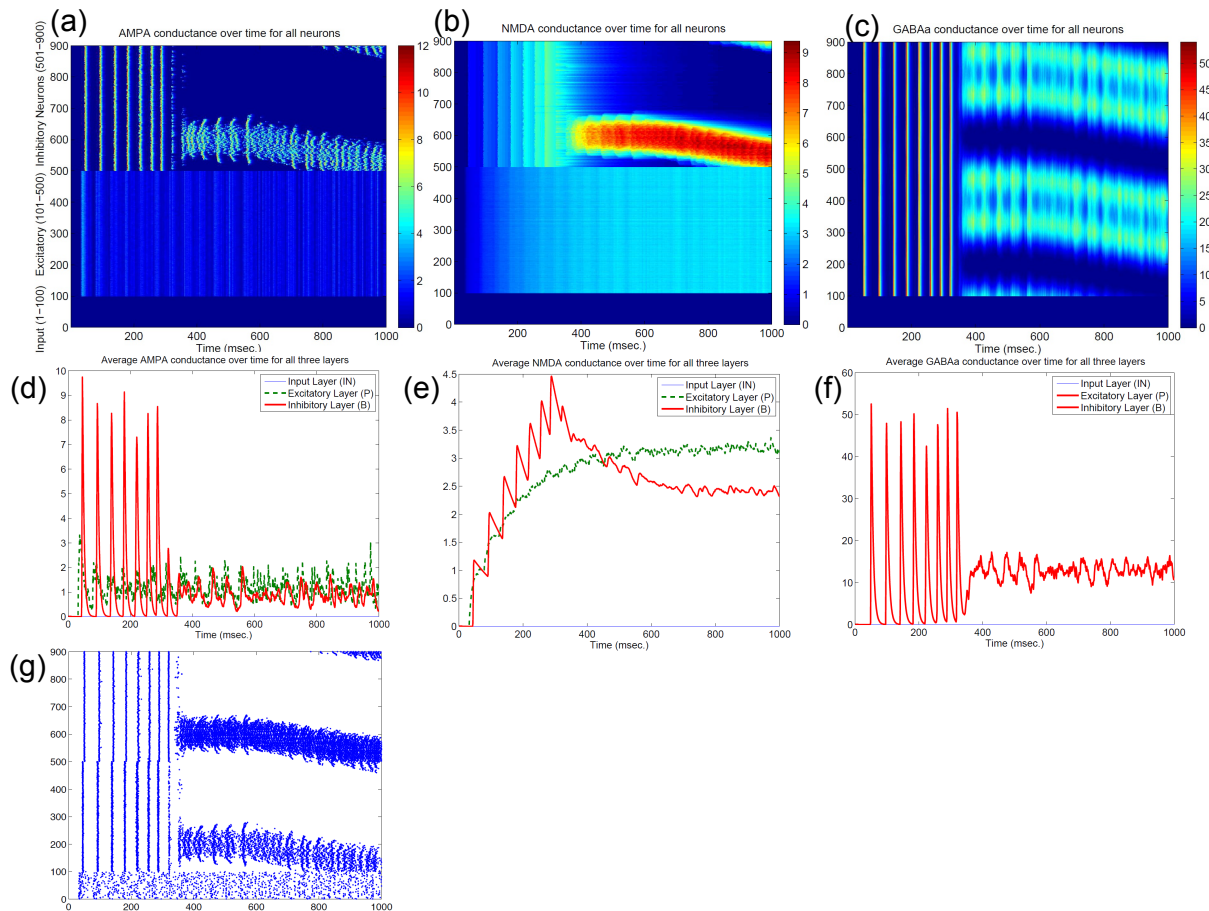 (a)
AMPA conductance over time for all neurons
Input (1−100) Excitatory (101−500) Inhibitory Neurons (501−900)
900
800
700
600
500
400
300
200
100
0
200 400 600 800 1000
Time (msec.)
12
10
8
6
4
2
0
(b)
NMDA conductance over time for all neurons
900
800
700
600
500
400
300
200
100
0
200 400 600 800 1000
Time (msec.)
9
8
7
6
5
4
3
2
1
0
(c)
GABAa conductance over time for all neurons
900
800
700
600
500
400
300
200
100
0
200 400 600 800 1000
Time (msec.)
50
45
40
35
30
25
20
15
10
5
0
(d)
Average AMPA conductance over time for all three layers
10
9
8
7
6
5
4
3
2
1
0
0 200 400 600 800 1000
Time (msec.)
Input Layer (IN)
Excitatory Layer (P)
Inhibitory Layer (B)
(e)
Average NMDA conductance over time for all three layers
4.5
4
3.5
3
2.5
2
1.5
1
0.5
0
0 200 400 600 800 1000
Time (msec.)
Input Layer (IN)
Excitatory Layer (P)
Inhibitory Layer (B)
(f)
Average GABAa conductance over time for all three layers
60
50
40
30
20
10
0
0 200 400 600 800 1000
Time (msec.)
Input Layer (IN)
Excitatory Layer (P)
Inhibitory Layer (B)
(g)
900
800
700
600
500
400
300
200
100
0
0 200 400 600 800 1000